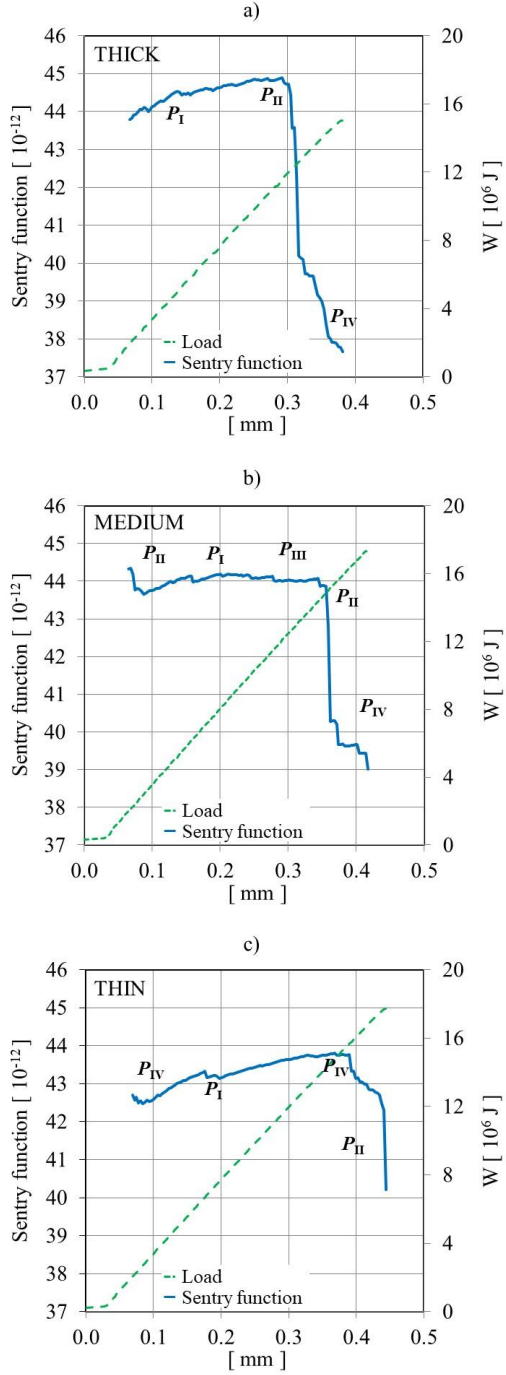 a)
THICK
46
45
44
43
42
41
40
39
38
37
20
16
12
8
4
0
P_I
P_II
P_IV
Load
Sentry function
0.0 0.1 0.2 0.3 0.4 0.5
[ mm ]
Sentry function [ 10^-12 ]
W [ 10^6 J ]
b)
MEDIUM
46
45
44
43
42
41
40
39
38
37
20
16
12
8
4
0
P_II
P_I
P_III
P_II
P_IV
Load
Sentry function
0.0 0.1 0.2 0.3 0.4 0.5
[ mm ]
Sentry function [ 10^-12 ]
W [ 10^6 J ]
c)
THIN
46
45
44
43
42
41
40
39
38
37
20
16
12
8
4
0
P_IV
P_I
P_IV
P_II
Load
Sentry function
0.0 0.1 0.2 0.3 0.4 0.5
[ mm ]
Sentry function [ 10^-12 ]
W [ 10^6 J ]